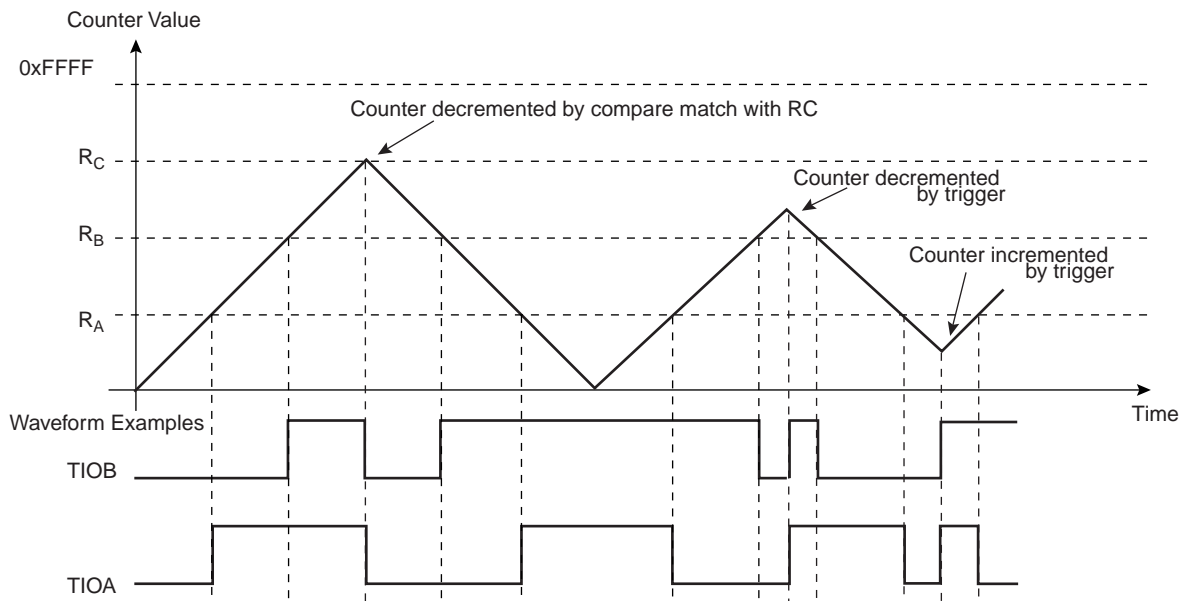 Counter Value
0xFFFF
Counter decremented by compare match with RC
RC
Counter decremented
by trigger
RB
Counter incremented
by trigger
RA
Time
Waveform Examples
TIOB
TIOA